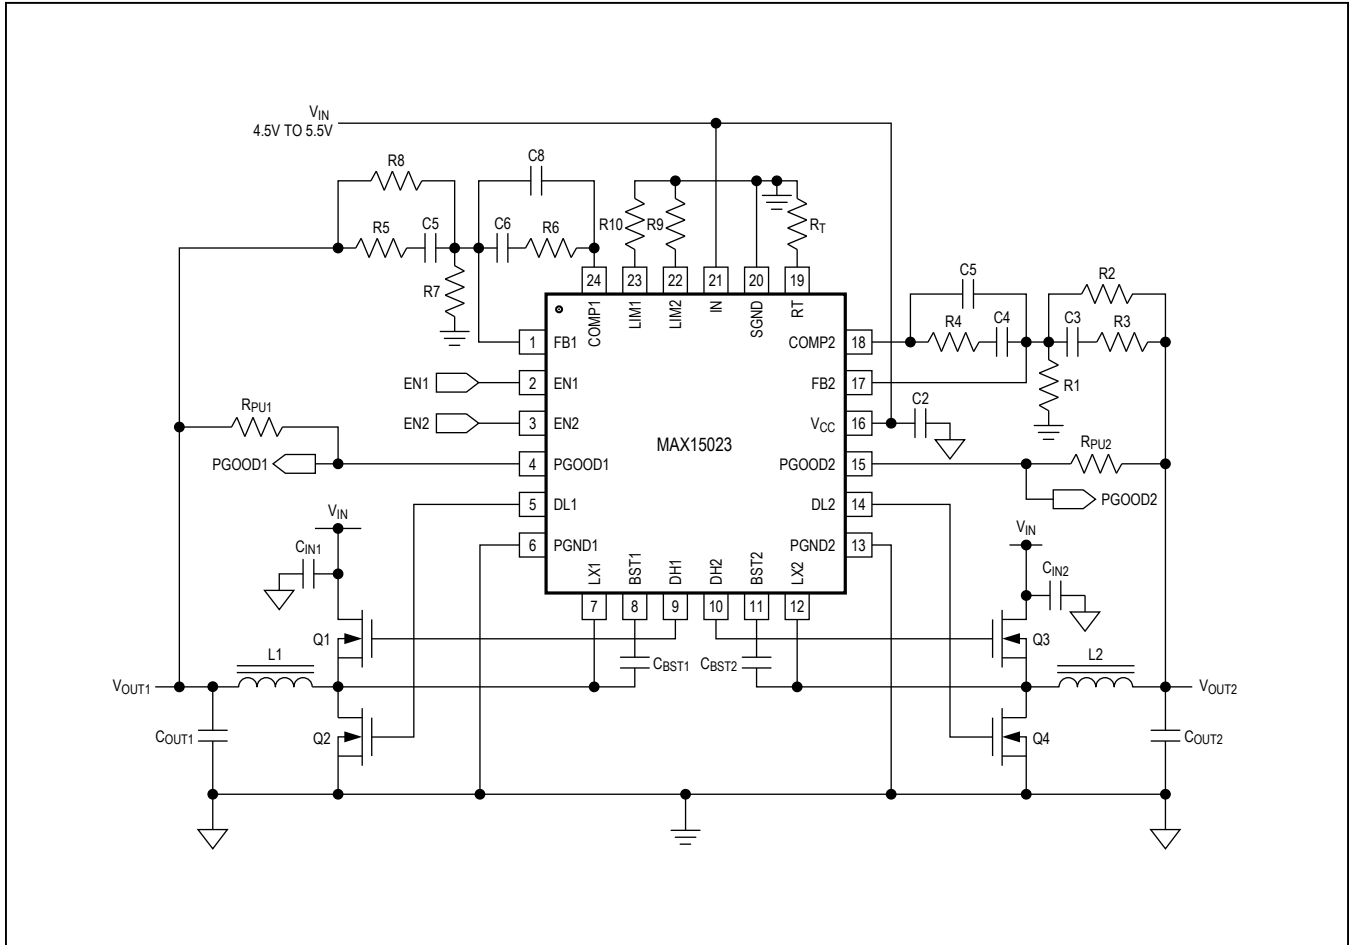 VIN
4.5V TO 5.5V
R8
C8
R5
C5
C6
R6
R10
R9
RT
R7
24
23
22
21
20
19
COMP1
LIM1
LIM2
IN
SGND
RT
C5
R2
R4
C4
C3
R3
R1
1
FB1
COMP2
18
EN1
2
EN1
FB2
17
EN2
3
EN2
VCC
16
C2
RPU1
MAX15023
RPU2
PGOOD1
4
PGOOD1
PGOOD2
15
PGOOD2
5
DL1
DL2
14
VIN
VIN
6
PGND1
PGND2
13
CIN1
CIN2
LX1
BST1
DH1
DH2
BST2
LX2
7
8
9
10
11
12
Q1
Q3
L1
CBST1
CBST2
L2
VOUT1
VOUT2
COUT1
Q2
Q4
COUT2